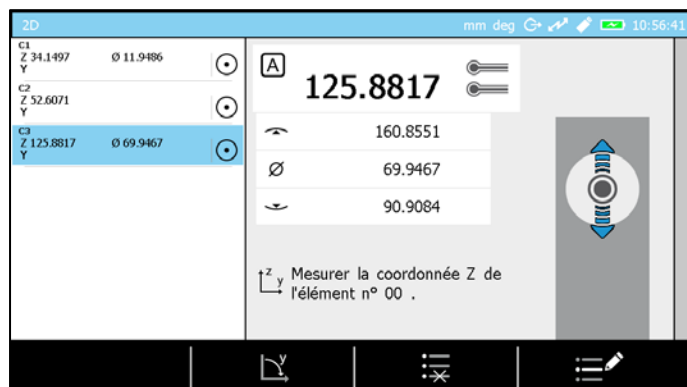 2D mm deg 10:56:41
C1
Z 34.1497 Ø 11.9486
Y
C2
Z 52.6071
Y
C3
Z 125.8817 Ø 69.9467
Y
A
125.8817
160.8551
Ø 69.9467
90.9084
z y Mesurer la coordonnée Z de
l'élément n° 00 .
y